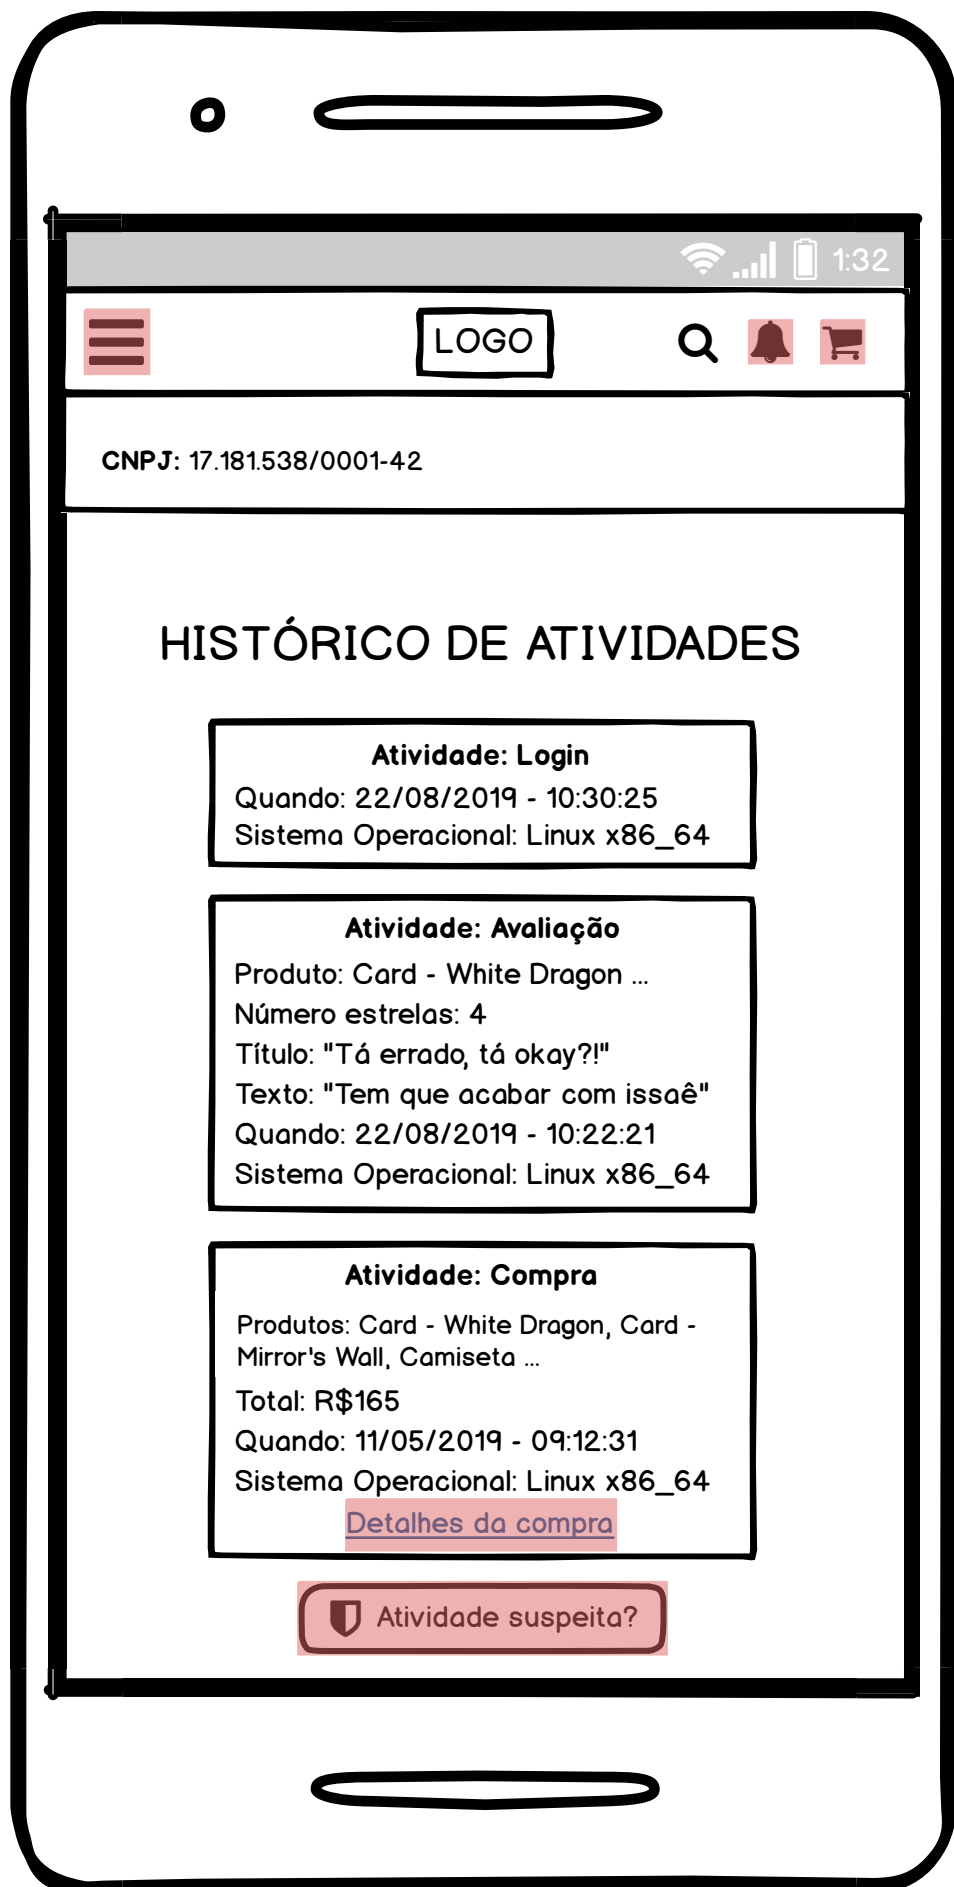 1:32
LOGO
CNPJ: 17.181.538/0001-42
HISTÓRICO DE ATIVIDADES
Atividade: Login
Quando: 22/08/2019 - 10:30:25
Sistema Operacional: Linux x86_64
Atividade: Avaliação
Produto: Card - White Dragon ...
Número estrelas: 4
Título: "Tá errado, tá okay?!"
Texto: "Tem que acabar com issaê"
Quando: 22/08/2019 - 10:22:21
Sistema Operacional: Linux x86_64
Atividade: Compra
Produtos: Card - White Dragon, Card -
Mirror's Wall, Camiseta ...
Total: R$165
Quando: 11/05/2019 - 09:12:31
Sistema Operacional: Linux x86_64
Detalhes da compra
Atividade suspeita?